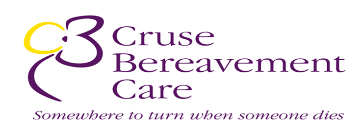 Cruse
Bereavement
Care
Somewhere to turn when someone dies